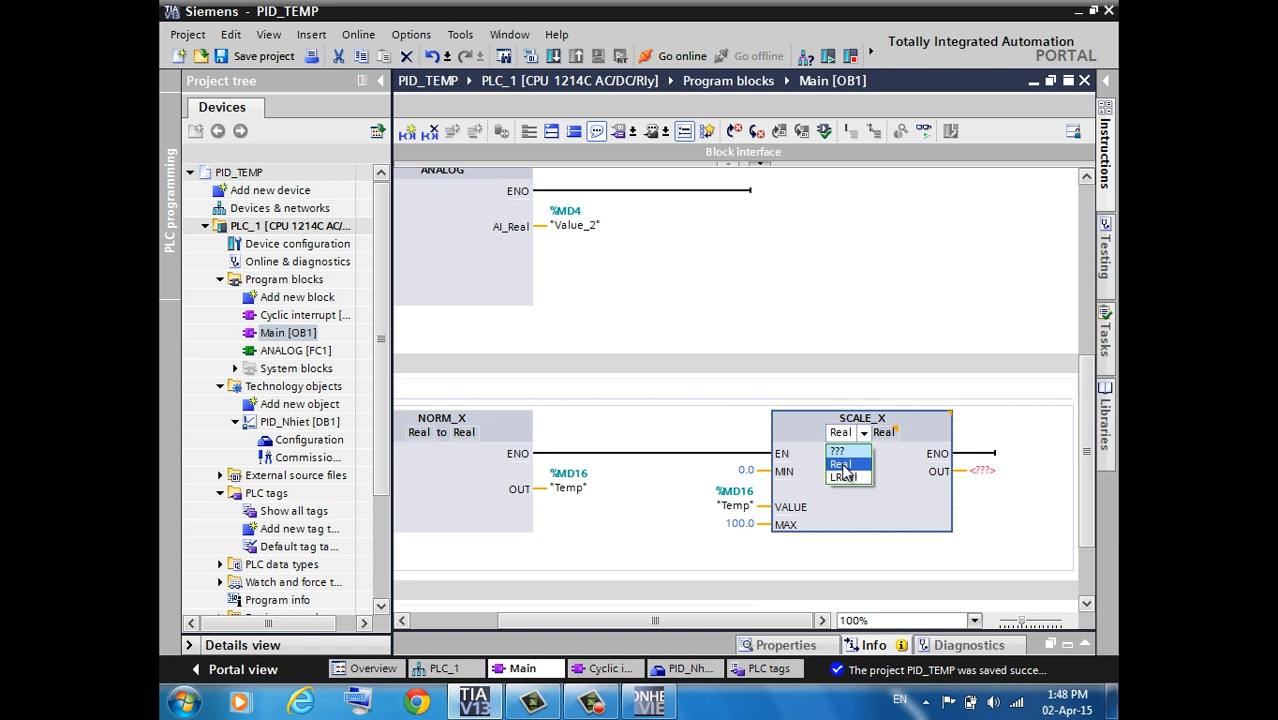 TIA
V13
Siemens - PID_TEMP
Project Edit View Insert Online Options Tools Window Help
Save project
Go online
Go offline
Totally Integrated Automation
PORTAL
Project tree
PID_TEMP
PLC_1 [CPU 1214C AC/DC/Rly]
Program blocks
Main [OB1]
Devices
Block interface
PLC programming
PID_TEMP
Add new device
Devices & networks
PLC_1 [CPU 1214C AC/...
Device configuration
Online & diagnostics
Program blocks
Add new block
Cyclic interrupt [...
Main [OB1]
ANALOG [FC1]
System blocks
Technology objects
Add new object
PID_Nhiet [DB1]
Configuration
Commissio...
External source files
PLC tags
Show all tags
Add new tag t...
Default tag ta...
PLC data types
Watch and force t...
Program info
Details view
ANALOG
ENO
%MD4
AI_Real
"Value_2"
NORM_X
Real to Real
ENO
%MD16
OUT
"Temp"
SCALE_X
Real
Real
???
Real
EN
ENO
0.0
MIN
OUT
<???>
%MD16
"Temp"
VALUE
100.0
MAX
100%
Instructions
Testing
Tasks
Libraries
Properties
Info
Diagnostics
Portal view
Overview
PLC_1
Main
Cyclic i...
PID_Nh...
PLC tags
The project PID_TEMP was saved succe...
TIA
V13
EN
1:48 PM
02-Apr-15